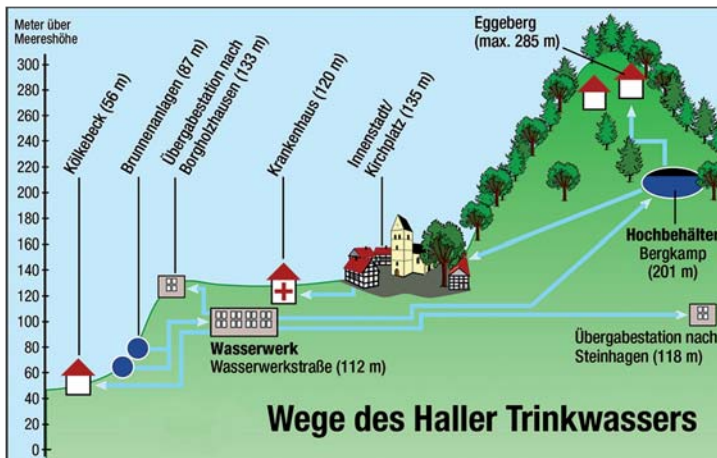 Meter über
Meereshöhe
300
280
260
240
220
200
180
160
140
120
100
80
60
40
20
0
Kölkebeck (56 m)
Brunnenanlagen (87 m)
Übergabestation nach
Borgholzhausen (133 m)
Krankenhaus (120 m)
Innenstadt/
Kirchplatz (135 m)
Eggeberg
(max. 285 m)
Hochbehälter
Bergkamp
(201 m)
Wasserwerk
Wasserwerkstraße (112 m)
Übergabestation nach
Steinhagen (118 m)
Wege des Haller Trinkwassers